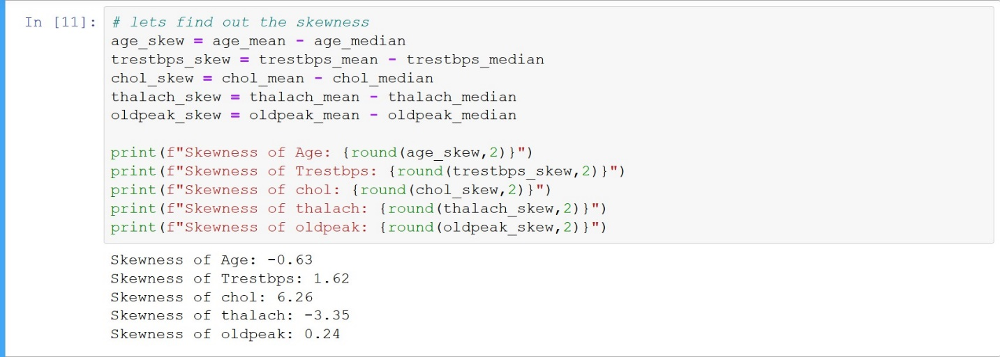 In [11]: # lets find out the skewness
age_skew = age_mean - age_median
trestbps_skew = trestbps_mean - trestbps_median
chol_skew = chol_mean - chol_median
thalach_skew = thalach_mean - thalach_median
oldpeak_skew = oldpeak_mean - oldpeak_median

print(f"Skewness of Age: {round(age_skew,2)}")
print(f"Skewness of Trestbps: {round(trestbps_skew,2)}")
print(f"Skewness of chol: {round(chol_skew,2)}")
print(f"Skewness of thalach: {round(thalach_skew,2)}")
print(f"Skewness of oldpeak: {round(oldpeak_skew,2)}")
Skewness of Age: -0.63
Skewness of Trestbps: 1.62
Skewness of chol: 6.26
Skewness of thalach: -3.35
Skewness of oldpeak: 0.24